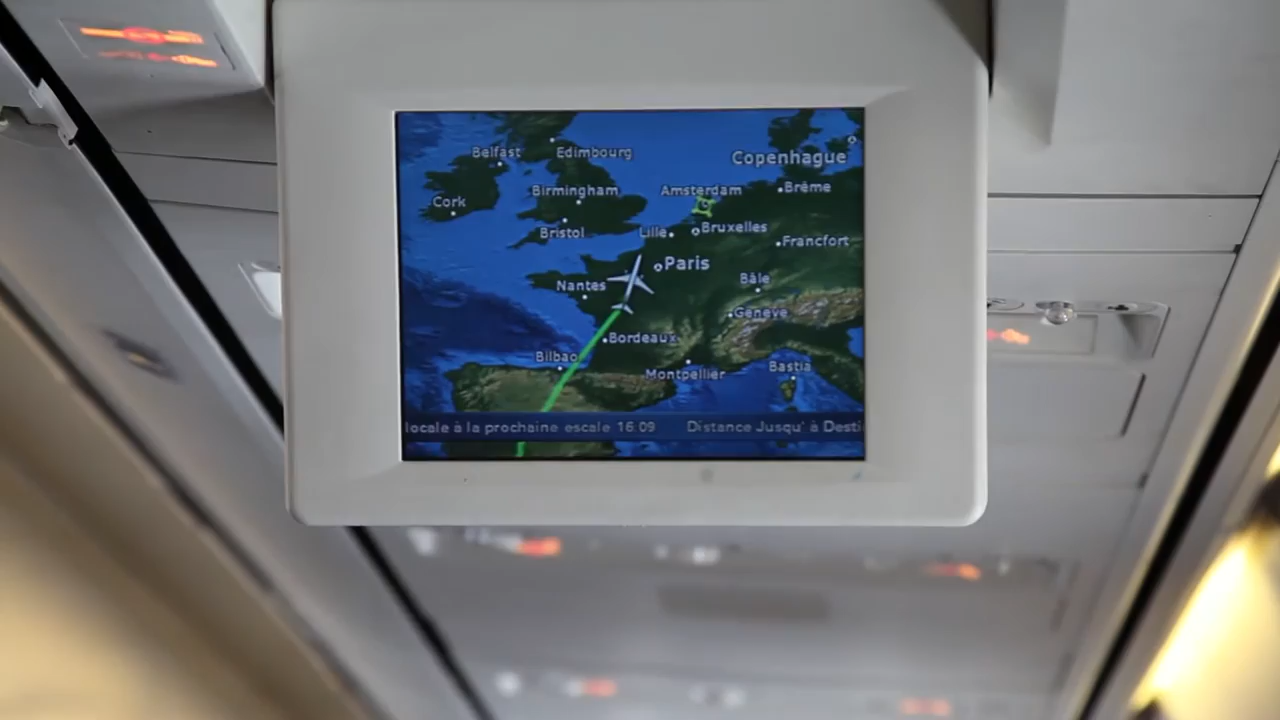 Belfast
Edimbourg
Copenhague
Birmingham
Amsterdam
Brême
Cork
Bristol
Lille
Bruxelles
Francfort
Paris
Nantes
Bâle
Genève
Bordeaux
Bilbao
Montpellier
Bastia
locale à la prochaine escale 16:09 Distance Jusqu' à Desti